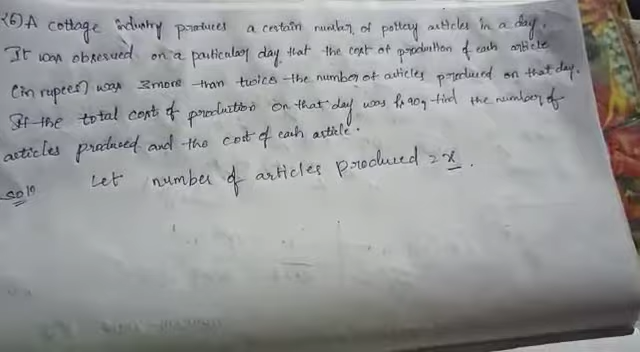 (6) A cottage industry produces a certain number of pottery articles in a day.
It was observed on a particular day that the cost of production of each article
(in rupees) was 3 more than twice the number of articles produced on that day.
If the total cost of production on that day was Rs 90, find the number of
articles produced and the cost of each article.
Soln Let number of articles produced = x.